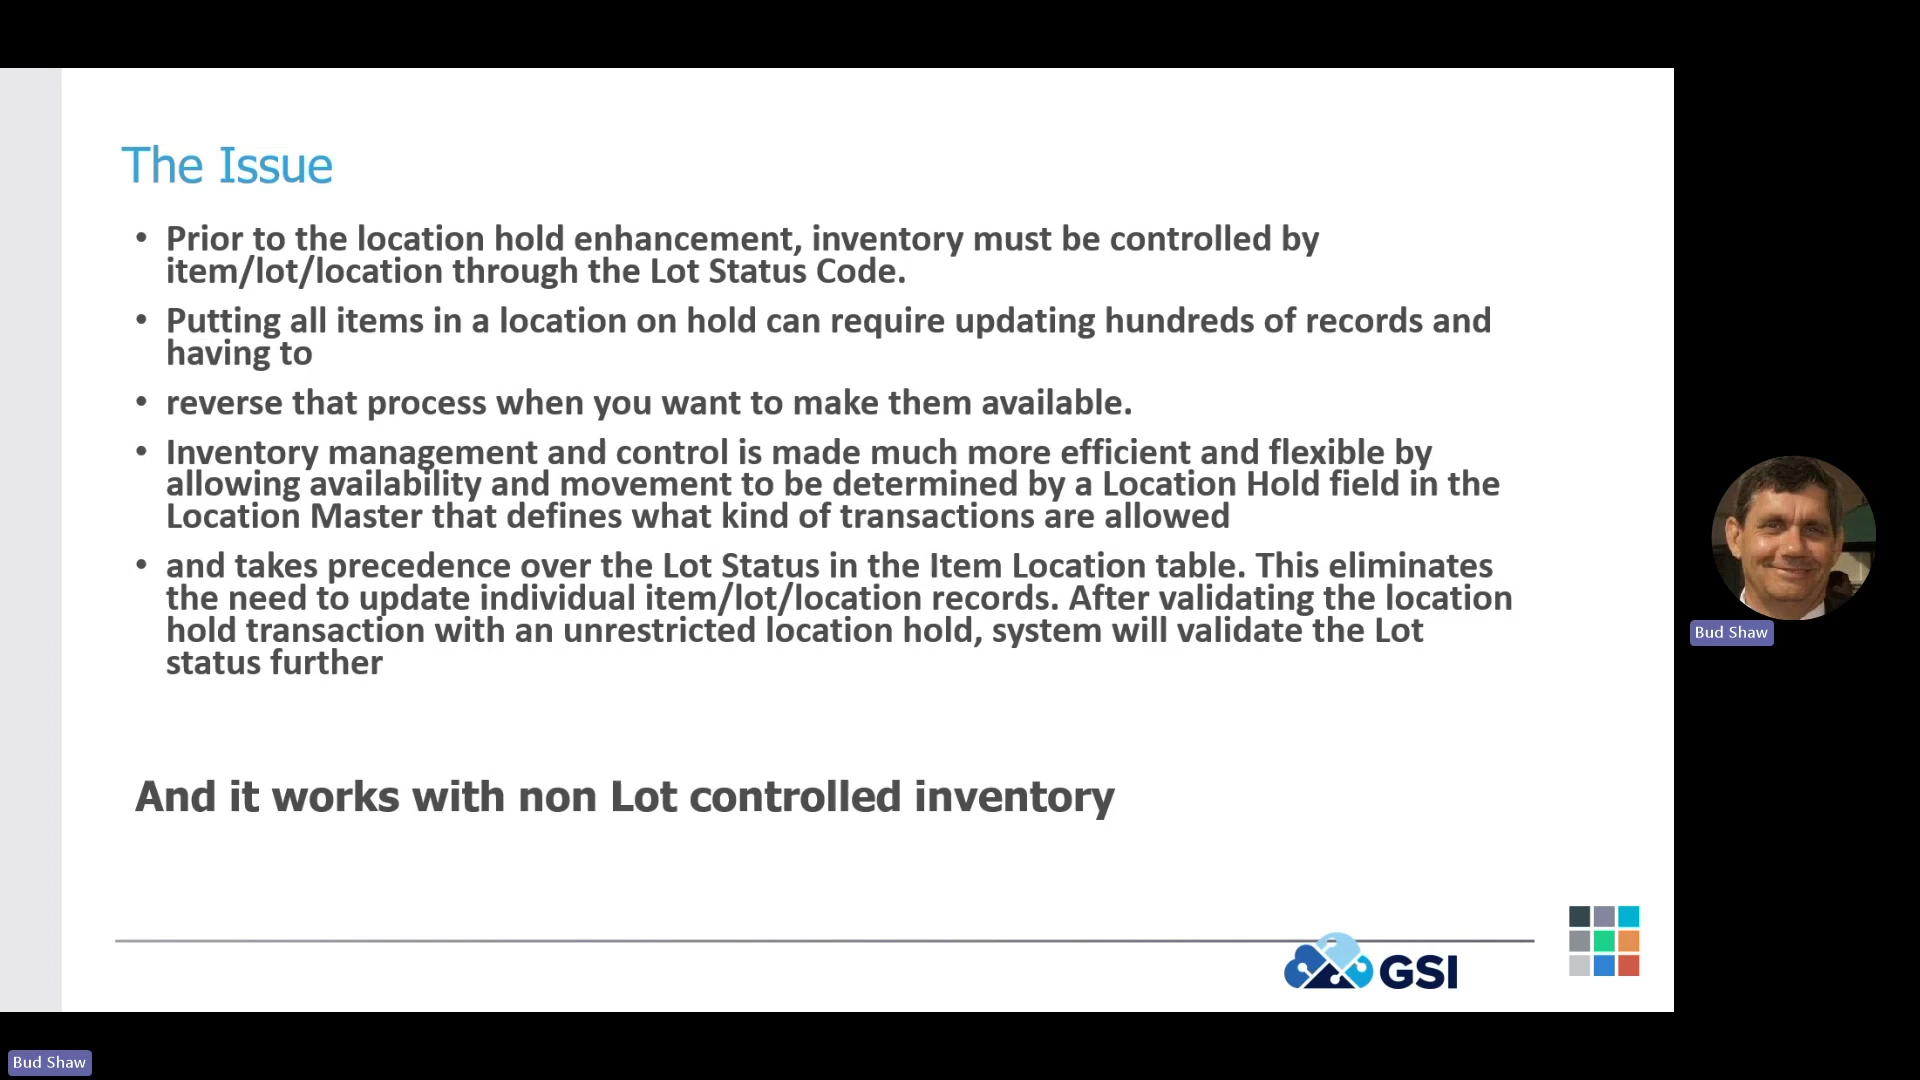 The Issue
• Prior to the location hold enhancement, inventory must be controlled by
item/lot/location through the Lot Status Code.
• Putting all items in a location on hold can require updating hundreds of records and
having to
• reverse that process when you want to make them available.
• Inventory management and control is made much more efficient and flexible by
allowing availability and movement to be determined by a Location Hold field in the
Location Master that defines what kind of transactions are allowed
• and takes precedence over the Lot Status in the Item Location table. This eliminates
the need to update individual item/lot/location records. After validating the location
hold transaction with an unrestricted location hold, system will validate the Lot
status further
And it works with non Lot controlled inventory
GSI
Bud Shaw
Bud Shaw